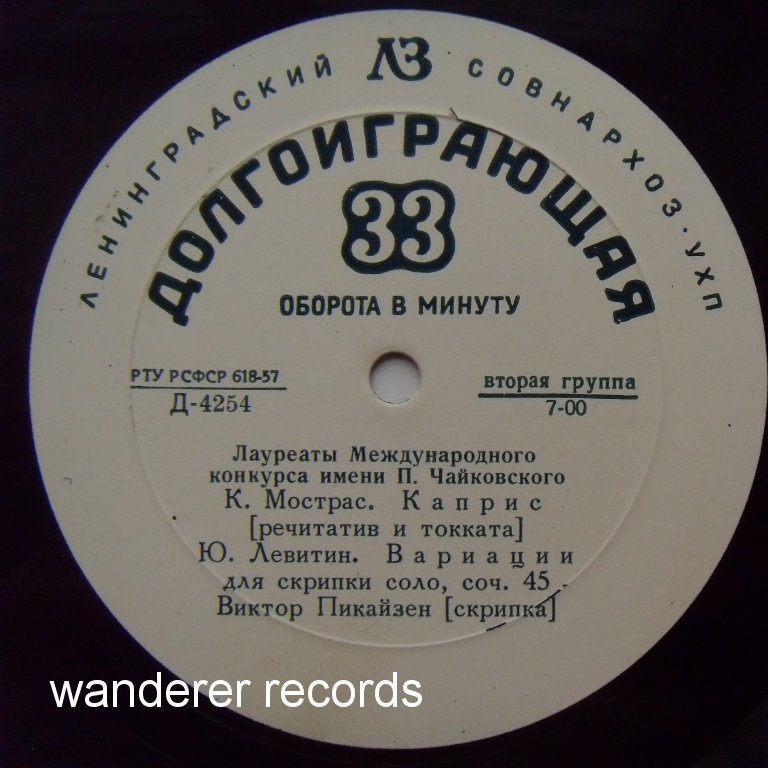 ЛЕНИНГРАДСКИЙ ЛЗ СОВНАРХОЗ · УХП
ДОЛГОИГРАЮЩАЯ
33
ОБОРОТА В МИНУТУ
РТУ РСФСР 618-57
Д-4254
вторая группа
7-00
Лауреаты Международного
конкурса имени П. Чайковского
К. Мострас. Каприс
[речитатив и токката]
Ю. Левитин. Вариации
для скрипки соло, соч. 45
Виктор Пикайзен [скрипка]
wanderer records